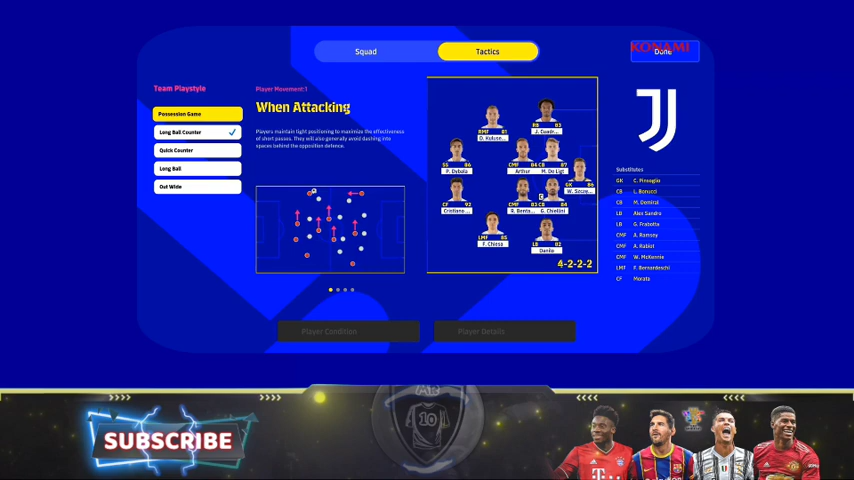 Squad
Tactics
KONAMI
Done
Team Playstyle
Possession Game
Long Ball Counter
Quick Counter
Long Ball
Out Wide
Player Movement:1
When Attacking
Players maintain tight positioning to maximize the effectiveness
of short passes. They will also generally avoid dashing into
spaces behind the opposition defence.
RMF 81
D. Kuluse...
RB 83
J. Cuadr...
SS 86
P. Dybala
CMF 84
Arthur
CB 87
M. De Ligt
GK 86
W. Szczę...
CF 92
Cristiano ...
CMF 83
R. Benta...
C
CB 84
G. Chiellini
LMF 85
F. Chiesa
LB 82
Danilo
4-2-2-2
Substitutes
GK C. Pinsoglio
CB L. Bonucci
CB M. Demiral
LB Alex Sandro
LB G. Frabotta
CMF A. Ramsey
CMF A. Rabiot
CMF W. McKennie
LMF F. Bernardeschi
CF Morata
Player Condition
Player Details
SUBSCRIBE
10